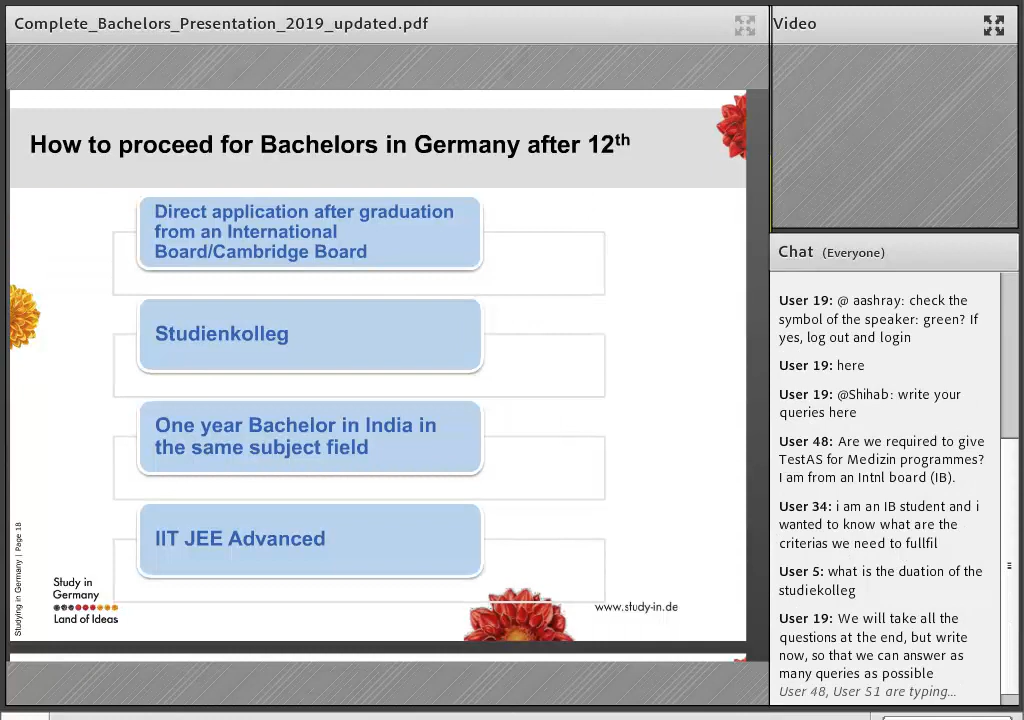 Complete_Bachelors_Presentation_2019_updated.pdf
How to proceed for Bachelors in Germany after 12th
Direct application after graduation
from an International
Board/Cambridge Board
Studienkolleg
One year Bachelor in India in
the same subject field
IIT JEE Advanced
Studying in Germany | Page 18
Study in
Germany
Land of Ideas
www.study-in.de
Video
Chat (Everyone)
User 19: @ aashray: check the
symbol of the speaker: green? If
yes, log out and login
User 19: here
User 19: @Shihab: write your
queries here
User 48: Are we required to give
TestAS for Medizin programmes?
I am from an Intnl board (IB).
User 34: i am an IB student and i
wanted to know what are the
criterias we need to fullfil
User 5: what is the duation of the
studiekolleg
User 19: We will take all the
questions at the end, but write
now, so that we can answer as
many queries as possible
User 48, User 51 are typing...